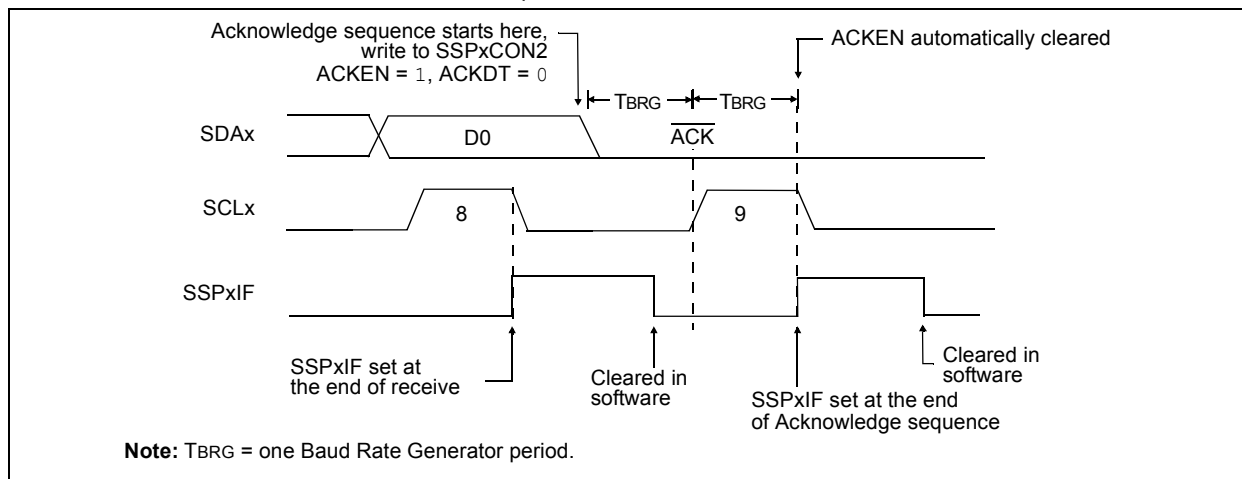 Acknowledge sequence starts here,
write to SSPxCON2
ACKEN = 1, ACKDT = 0
ACKEN automatically cleared
TBRG
TBRG
SDAx
D0
ACK
SCLx
8
9
SSPxIF
SSPxIF set at
the end of receive
Cleared in
software
SSPxIF set at the end
of Acknowledge sequence
Cleared in
software
Note: TBRG = one Baud Rate Generator period.